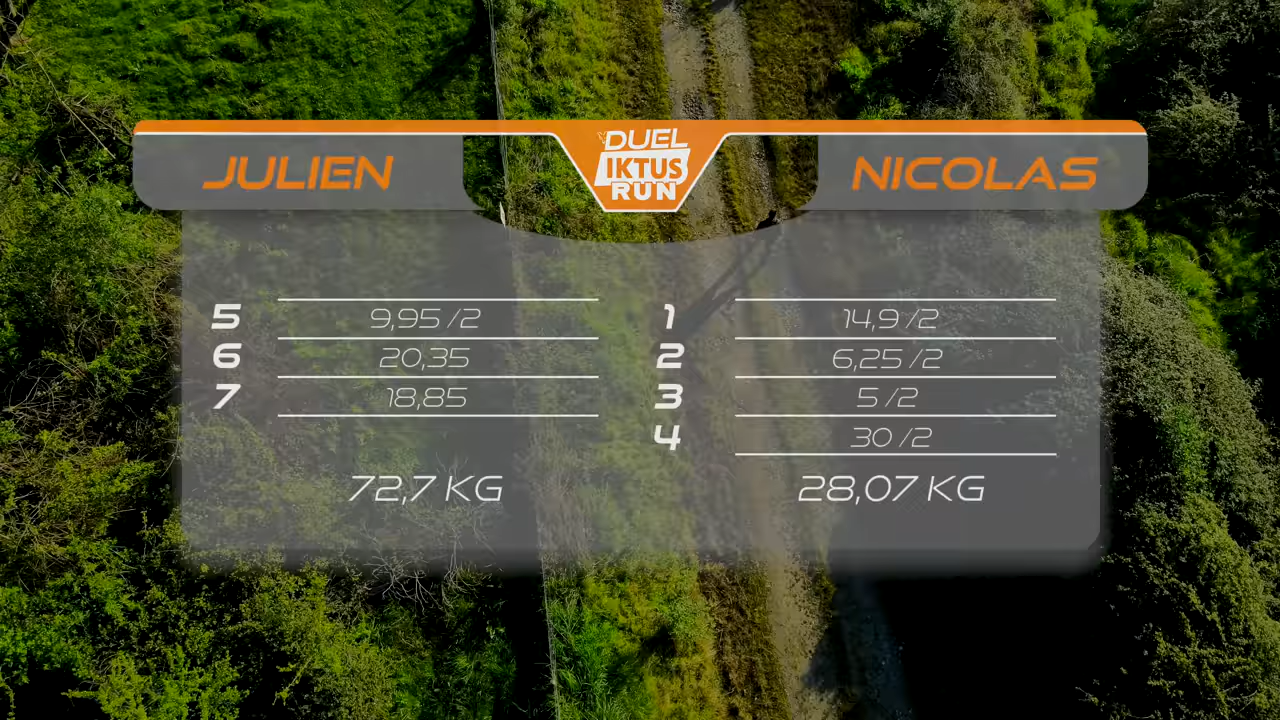 DUEL
IKTUS
RUN
JULIEN
NICOLAS
5 9,95 /2
6 20,35
7 18,85
72,7 KG
1 14,9 /2
2 6,25 /2
3 5 /2
4 30 /2
28,07 KG